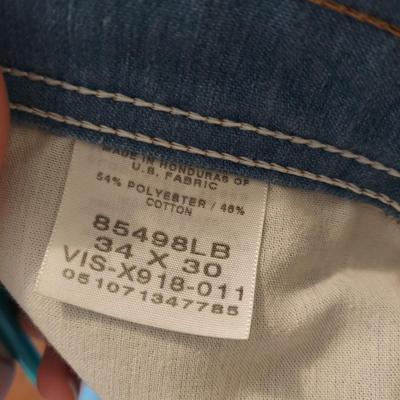 MADE IN HONDURAS OF
U.S. FABRIC
54% POLYESTER / 46%
COTTON
85498LB
34 X 30
VIS-X918-011
051071347785